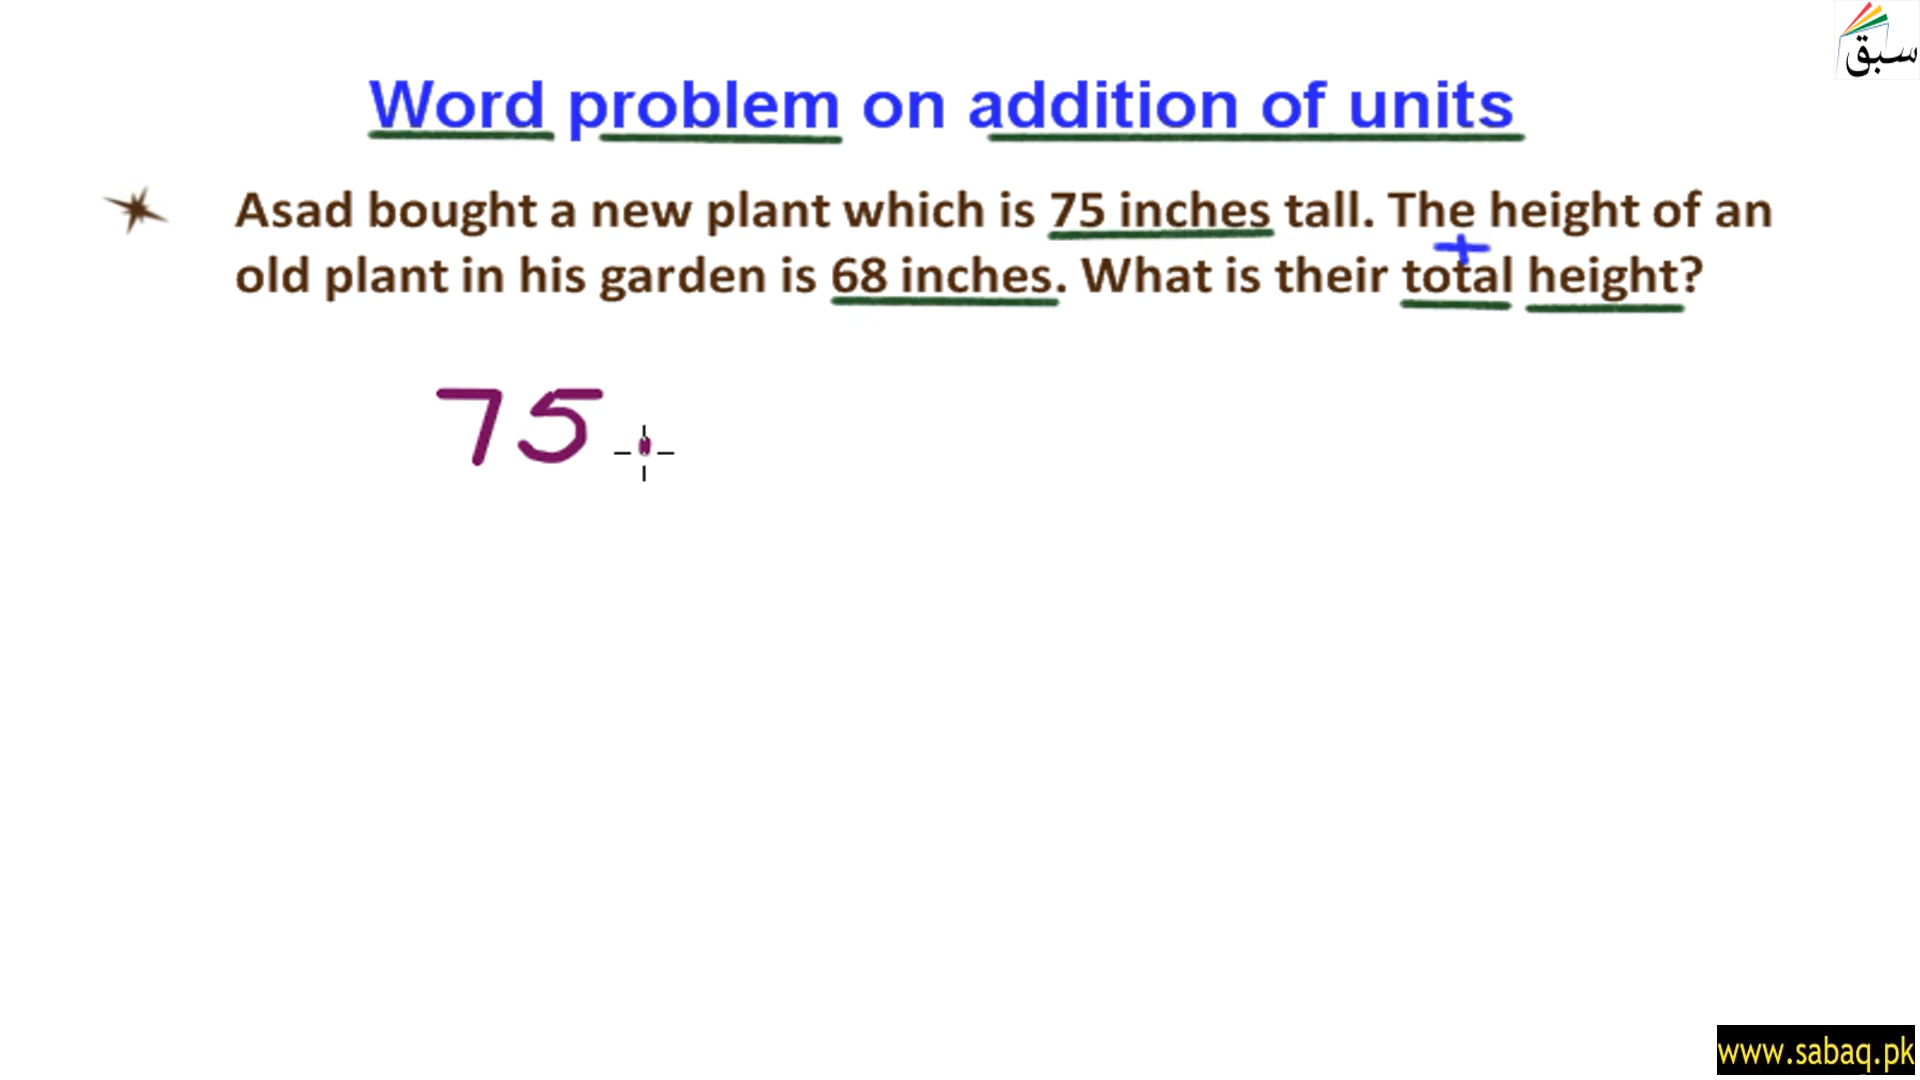 سبق
Word problem on addition of units
Asad bought a new plant which is 75 inches tall. The height of an
+
old plant in his garden is 68 inches. What is their total height?
75
www.sabaq.pk